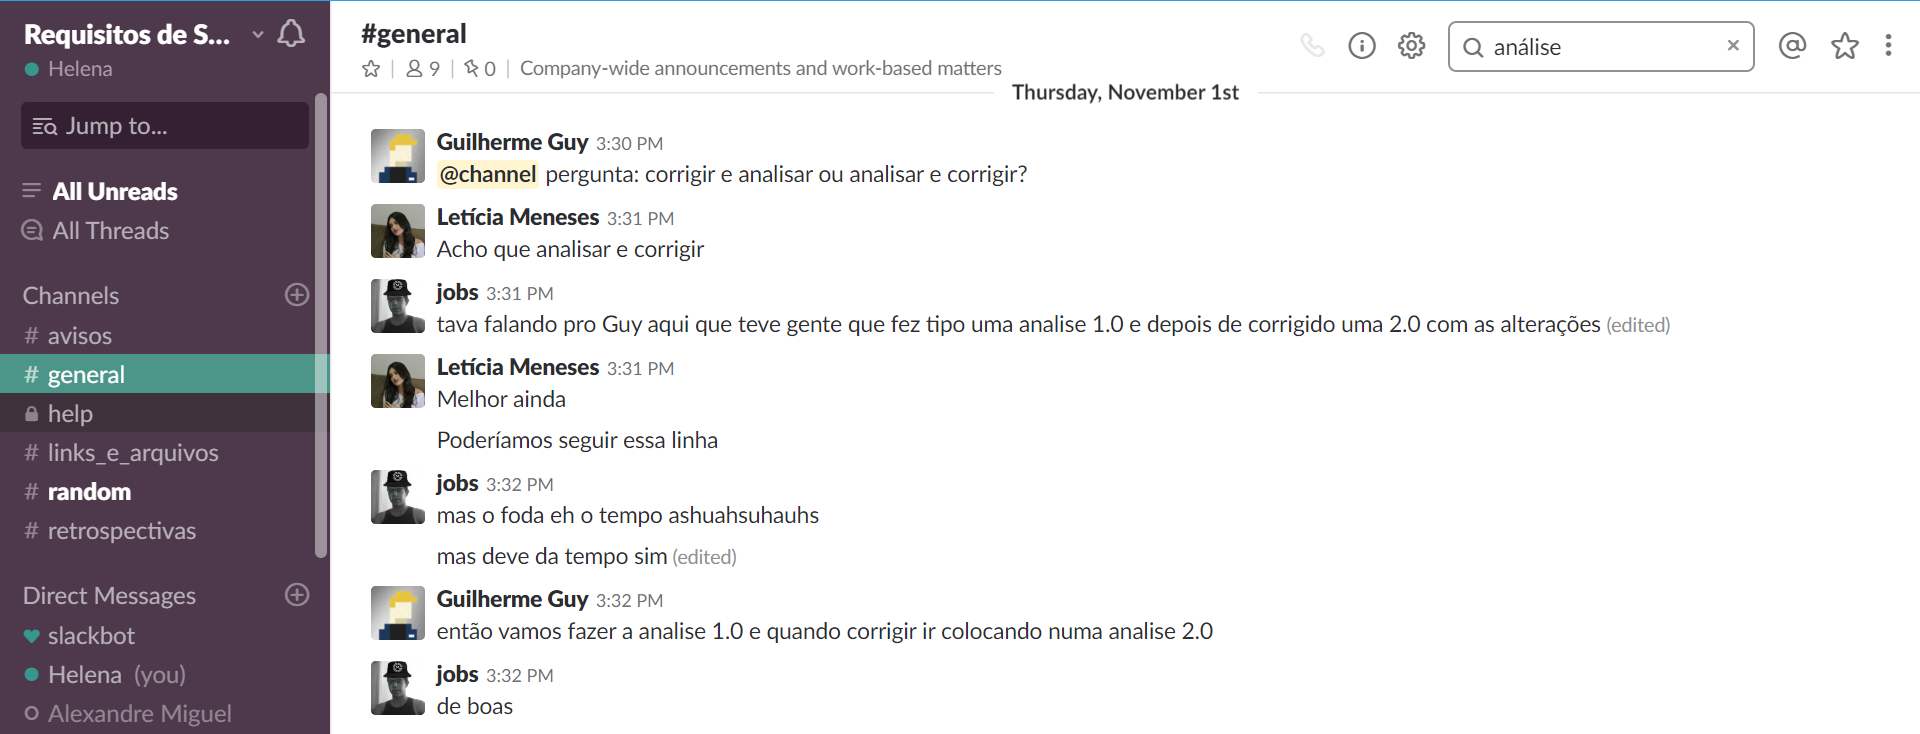 Requisitos de S...
Helena
Jump to...
All Unreads
All Threads
Channels
# avisos
# general
help
# links_e_arquivos
# random
# retrospectivas
Direct Messages
slackbot
Helena (you)
Alexandre Miguel
#general
9 | 0 | Company-wide announcements and work-based matters
análise
Thursday, November 1st
Guilherme Guy 3:30 PM
@channel pergunta: corrigir e analisar ou analisar e corrigir?
Letícia Meneses 3:31 PM
Acho que analisar e corrigir
jobs 3:31 PM
tava falando pro Guy aqui que teve gente que fez tipo uma analise 1.0 e depois de corrigido uma 2.0 com as alterações (edited)
Letícia Meneses 3:31 PM
Melhor ainda
Poderíamos seguir essa linha
jobs 3:32 PM
mas o foda eh o tempo ashuahsuhauhs
mas deve da tempo sim (edited)
Guilherme Guy 3:32 PM
então vamos fazer a analise 1.0 e quando corrigir ir colocando numa analise 2.0
jobs 3:32 PM
de boas